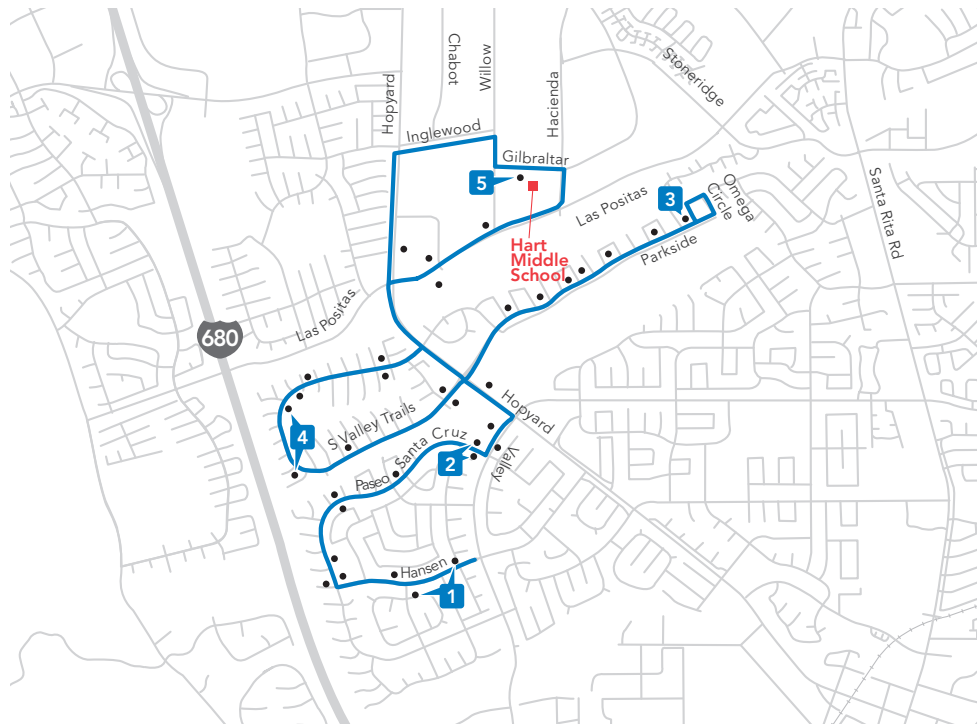 Chabot
Willow
Hopyard
Hacienda
Stoneridge
Inglewood
Gilbraltar
5
Las Positas
3
Omega
Circle
Santa Rita Rd
Hart
Middle
School
Parkside
Las Positas
680
Hopyard
4
S Valley Trails
Santa Cruz
2
Valley
Paseo
Hansen
1